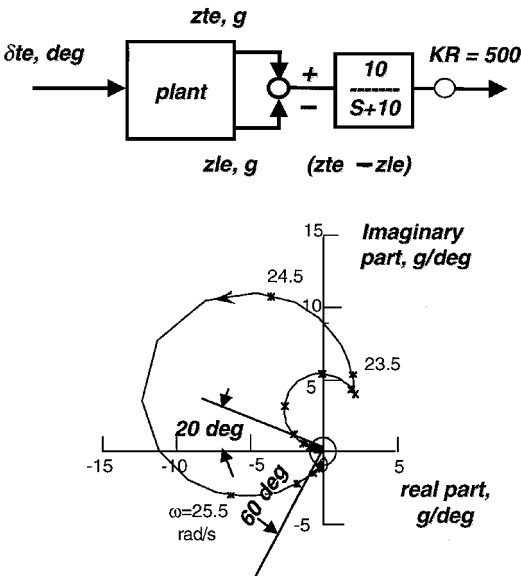 zte, g
δte, deg
plant
+
−
10
S+10
KR = 500
zle, g
(zte − zle)
15
Imaginary
part, g/deg
24.5
10
23.5
5
20 deg
-15
-10
-5
5
60 deg
real part,
g/deg
ω=25.5
rad/s
-5